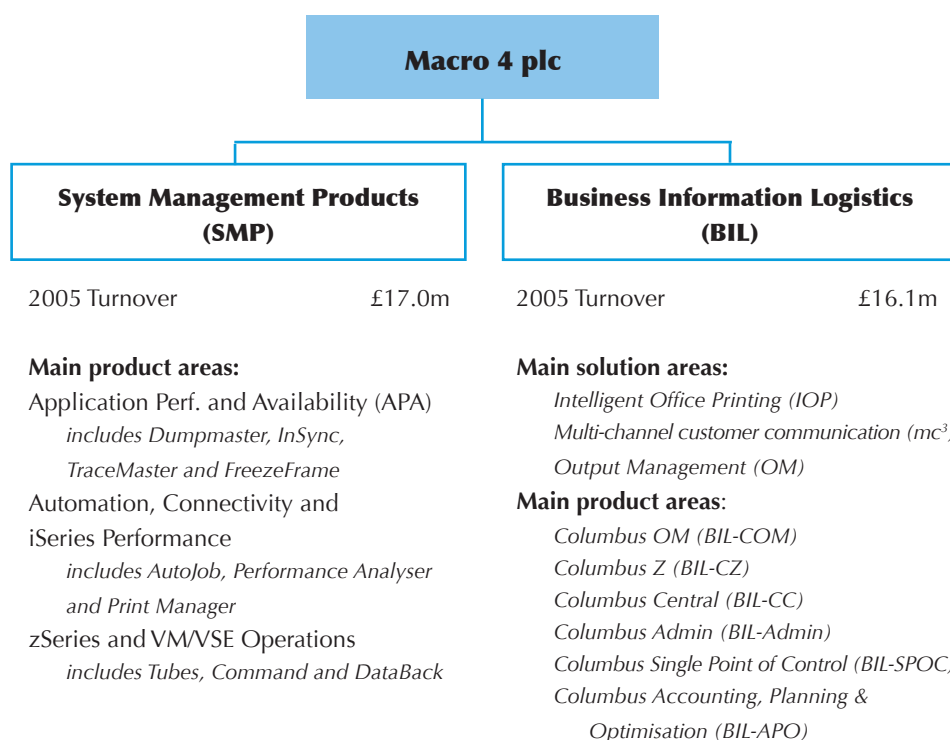 Macro 4 plc
System Management Products
(SMP)
2005 Turnover £17.0m
Main product areas:
Application Perf. and Availability (APA)
includes Dumpmaster, InSync,
TraceMaster and FreezeFrame
Automation, Connectivity and
iSeries Performance
includes AutoJob, Performance Analyser
and Print Manager
zSeries and VM/VSE Operations
includes Tubes, Command and DataBack
Business Information Logistics
(BIL)
2005 Turnover £16.1m
Main solution areas:
Intelligent Office Printing (IOP)
Multi-channel customer communication (mc³)
Output Management (OM)
Main product areas:
Columbus OM (BIL-COM)
Columbus Z (BIL-CZ)
Columbus Central (BIL-CC)
Columbus Admin (BIL-Admin)
Columbus Single Point of Control (BIL-SPOC)
Columbus Accounting, Planning &
Optimisation (BIL-APO)